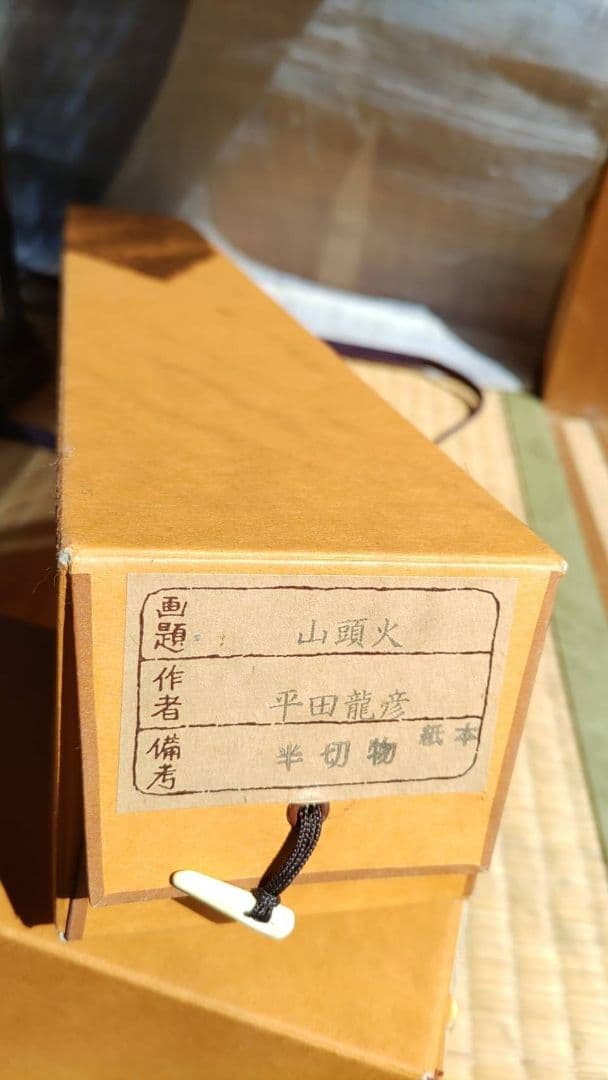 画題 山頭火
作者 平田龍彦
備考 半切物 紙本